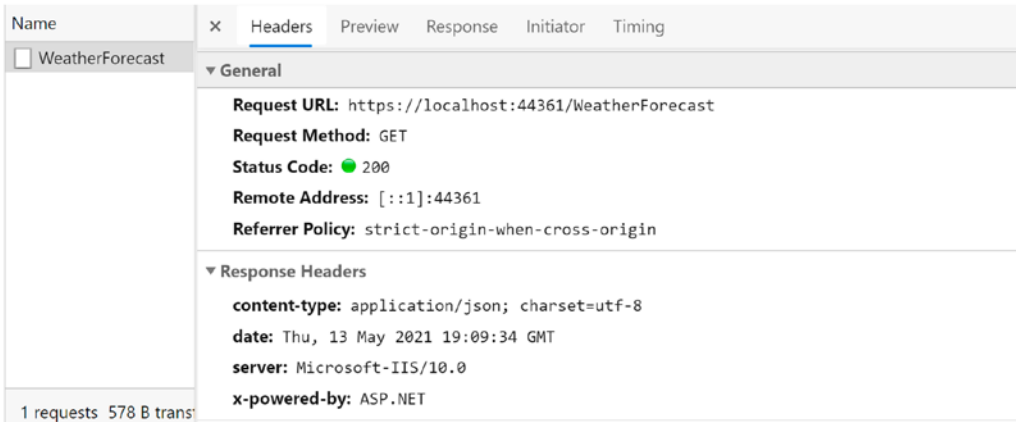 Name
WeatherForecast
1 requests 578 B
× Headers Preview Response Initiator Timing
▼ General
Request URL: https://localhost:44361/WeatherForecast
Request Method: GET
Status Code: 200
Remote Address: [::1]:44361
Referrer Policy: strict-origin-when-cross-origin
▼ Response Headers
content-type: application/json; charset=utf-8
date: Thu, 13 May 2021 19:09:34 GMT
server: Microsoft-IIS/10.0
x-powered-by: ASP.NET